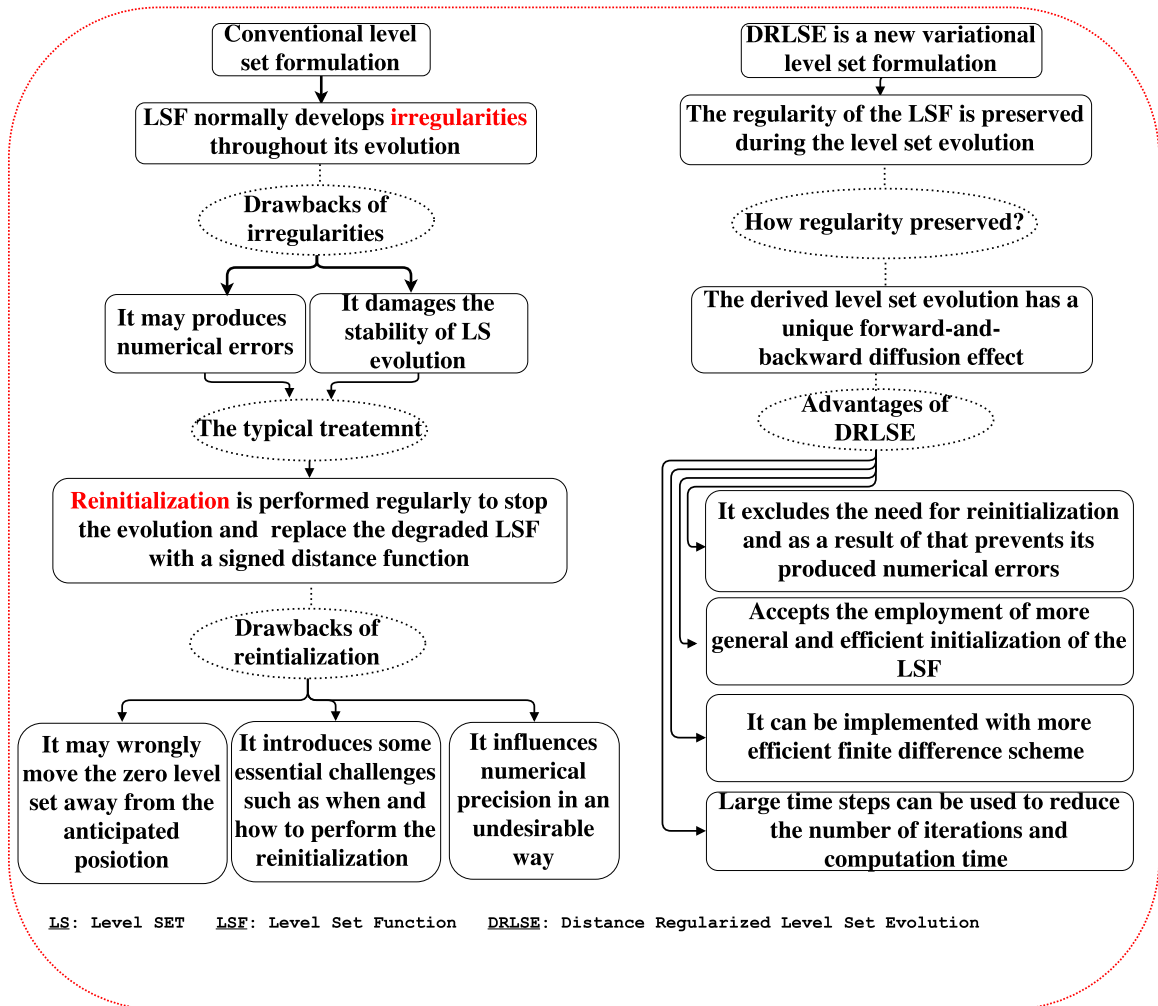 Conventional level
set formulation
LSF normally develops irregularities
throughout its evolution
Drawbacks of
irregularities
It may produces
numerical errors
It damages the
stability of LS
evolution
The typical treatemnt
Reinitialization is performed regularly to stop
the evolution and replace the degraded LSF
with a signed distance function
Drawbacks of
reintialization
It may wrongly
move the zero level
set away from the
anticipated
posiotion
It introduces some
essential challenges
such as when and
how to perform the
reinitialization
It influences
numerical
precision in an
undesirable
way
DRLSE is a new variational
level set formulation
The regularity of the LSF is preserved
during the level set evolution
How regularity preserved?
The derived level set evolution has a
unique forward-and-
backward diffusion effect
Advantages of
DRLSE
It excludes the need for reinitialization
and as a result of that prevents its
produced numerical errors
Accepts the employment of more
general and efficient initialization of the
LSF
It can be implemented with more
efficient finite difference scheme
Large time steps can be used to reduce
the number of iterations and
computation time
LS: Level SET LSF: Level Set Function DRLSE: Distance Regularized Level Set Evolution